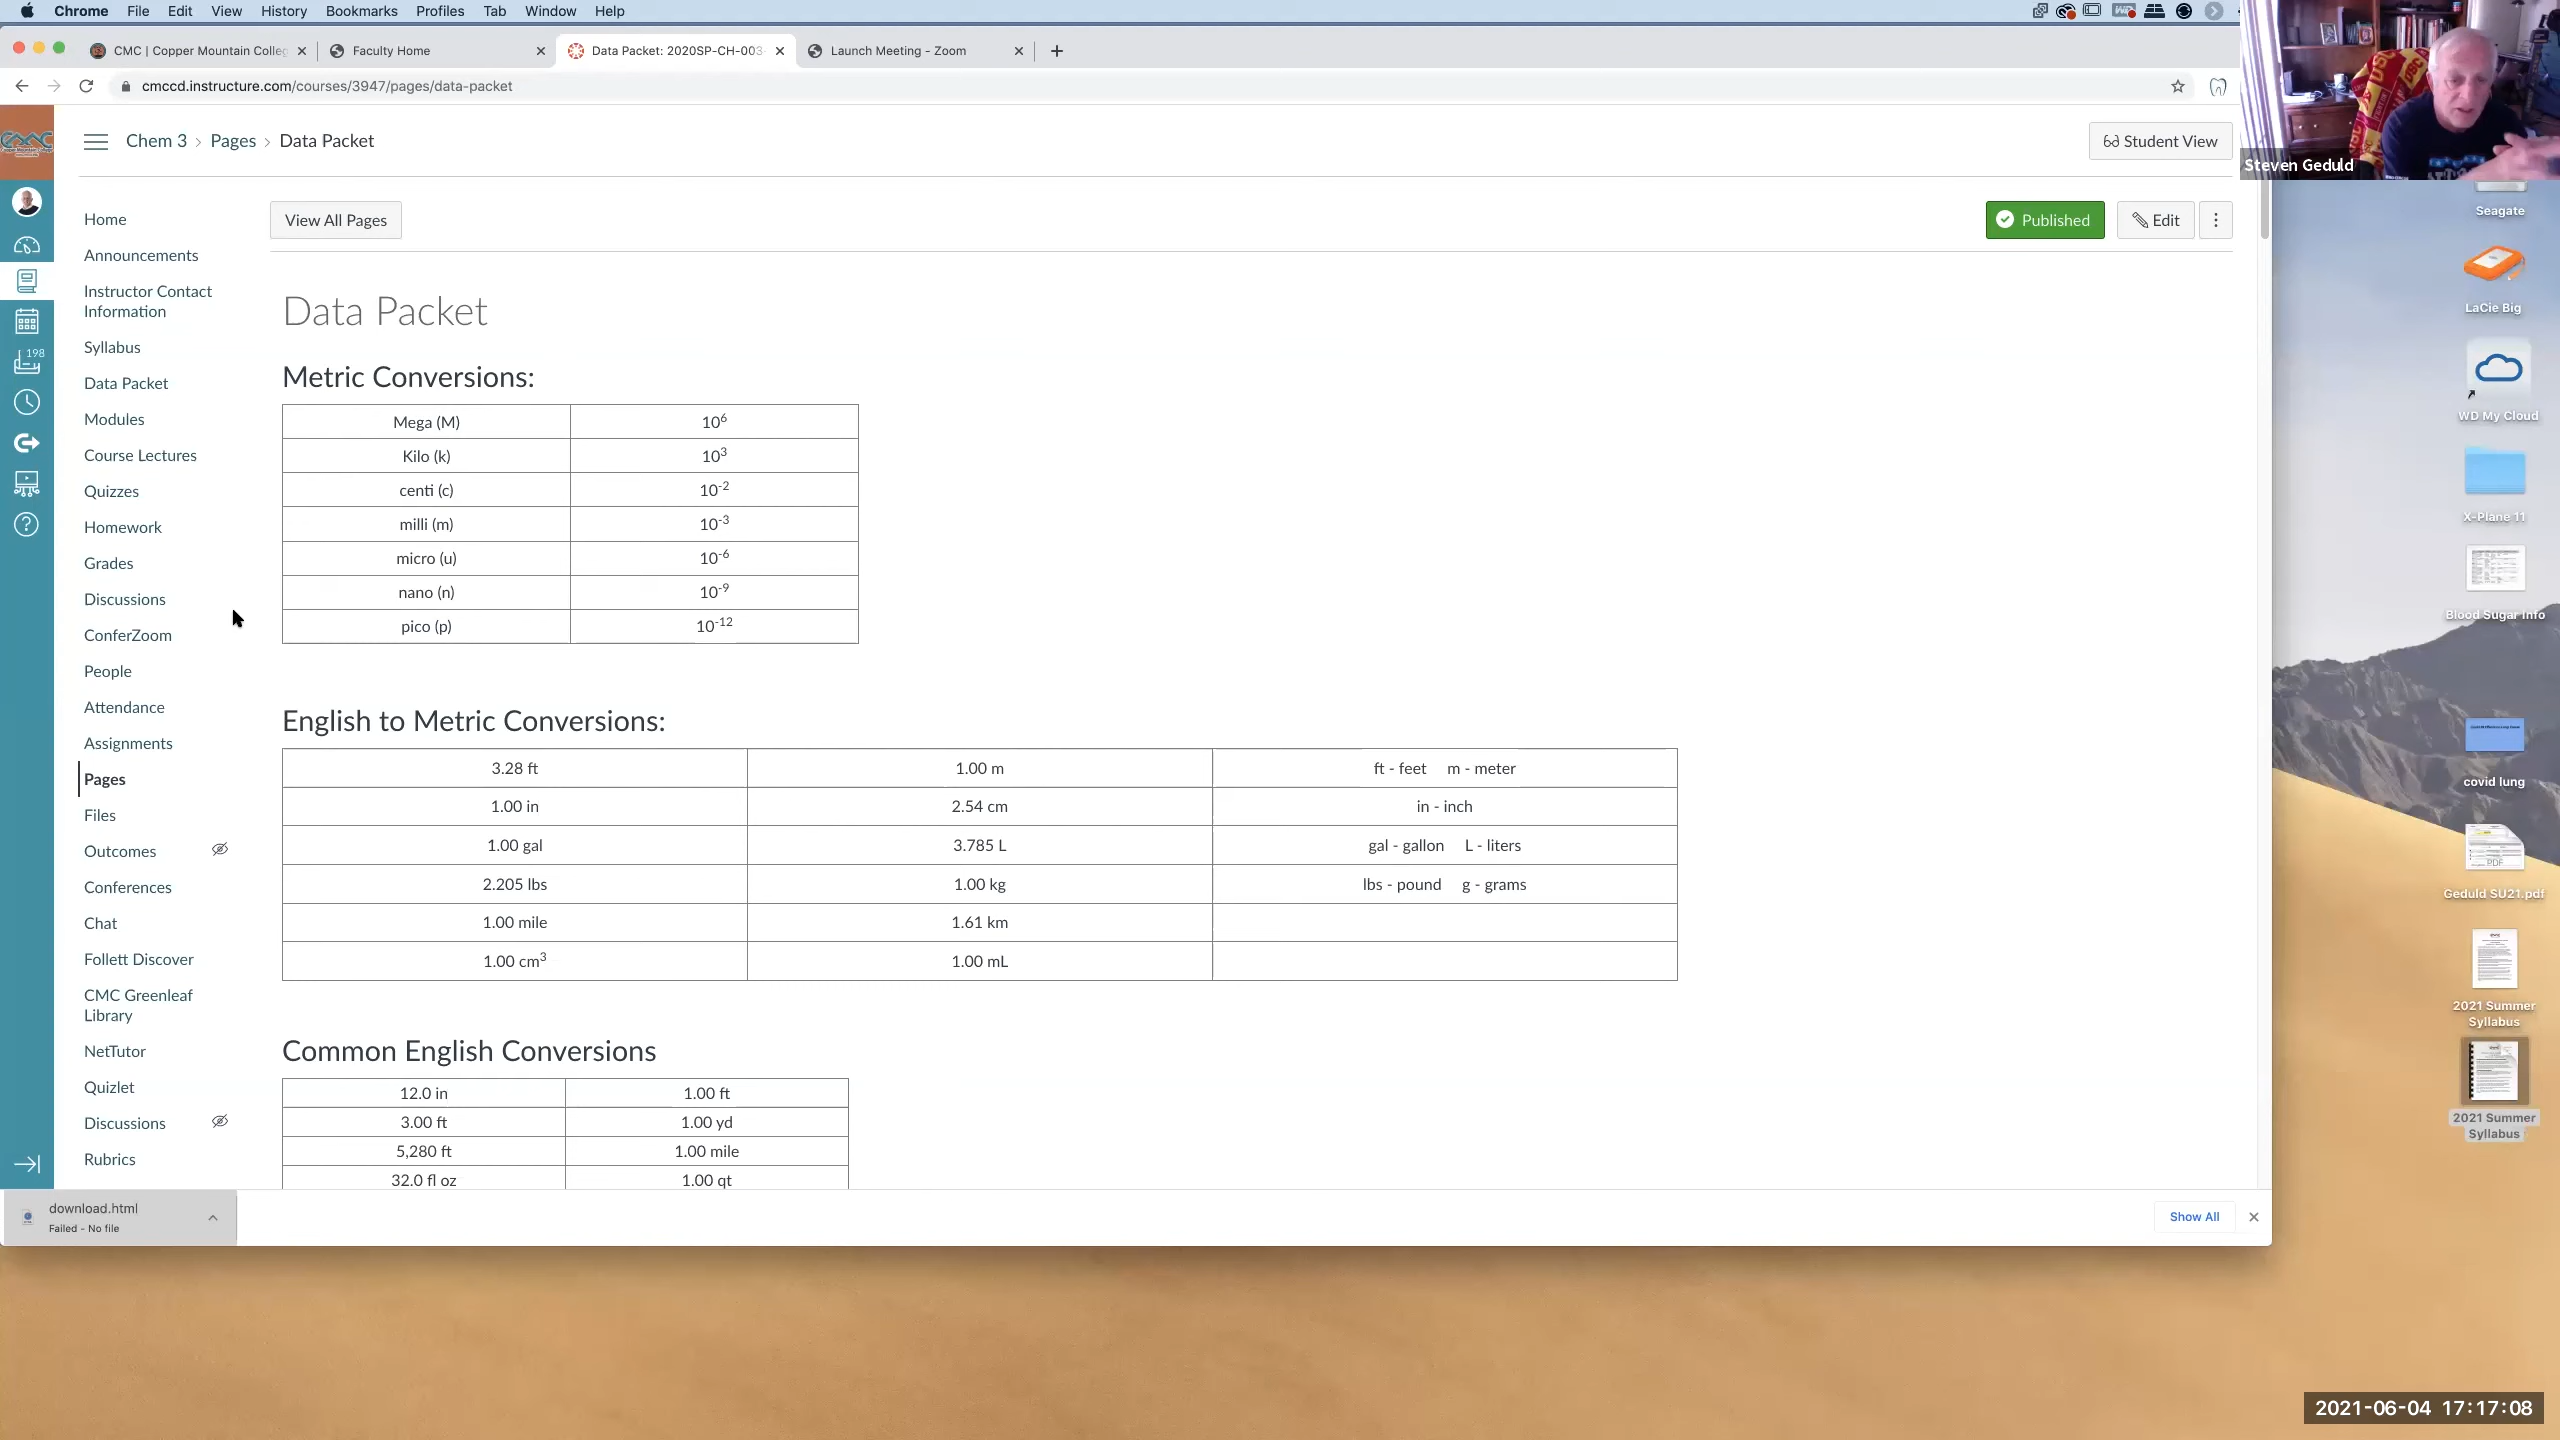 Chrome File Edit View History Bookmarks Profiles Tab Window Help
CMC | Copper Mountain Colleg
Faculty Home
Data Packet: 2020SP-CH-003-
Launch Meeting - Zoom
cmccd.instructure.com/courses/3947/pages/data-packet
Chem 3 › Pages › Data Packet
Student View
Steven Geduld
198
Home
Announcements
Instructor Contact
Information
Syllabus
Data Packet
Modules
Course Lectures
Quizzes
Homework
Grades
Discussions
ConferZoom
People
Attendance
Assignments
Pages
Files
Outcomes
Conferences
Chat
Follett Discover
CMC Greenleaf
Library
NetTutor
Quizlet
Discussions
Rubrics
View All Pages
Published
Edit
Data Packet
Metric Conversions:
Mega (M) 10⁶
Kilo (k) 10³
centi (c) 10⁻²
milli (m) 10⁻³
micro (u) 10⁻⁶
nano (n) 10⁻⁹
pico (p) 10⁻¹²
English to Metric Conversions:
3.28 ft 1.00 m ft - feet m - meter
1.00 in 2.54 cm in - inch
1.00 gal 3.785 L gal - gallon L - liters
2.205 lbs 1.00 kg lbs - pound g - grams
1.00 mile 1.61 km
1.00 cm³ 1.00 mL
Common English Conversions
12.0 in 1.00 ft
3.00 ft 1.00 yd
5,280 ft 1.00 mile
32.0 fl oz 1.00 qt
download.html
Failed - No file
Show All
Seagate
LaCie Big
WD My Cloud
X-Plane 11
Blood Sugar Info
covid lung
PDF
Geduld SU21.pdf
2021 Summer
Syllabus
2021 Summer
Syllabus
2021-06-04 17:17:08